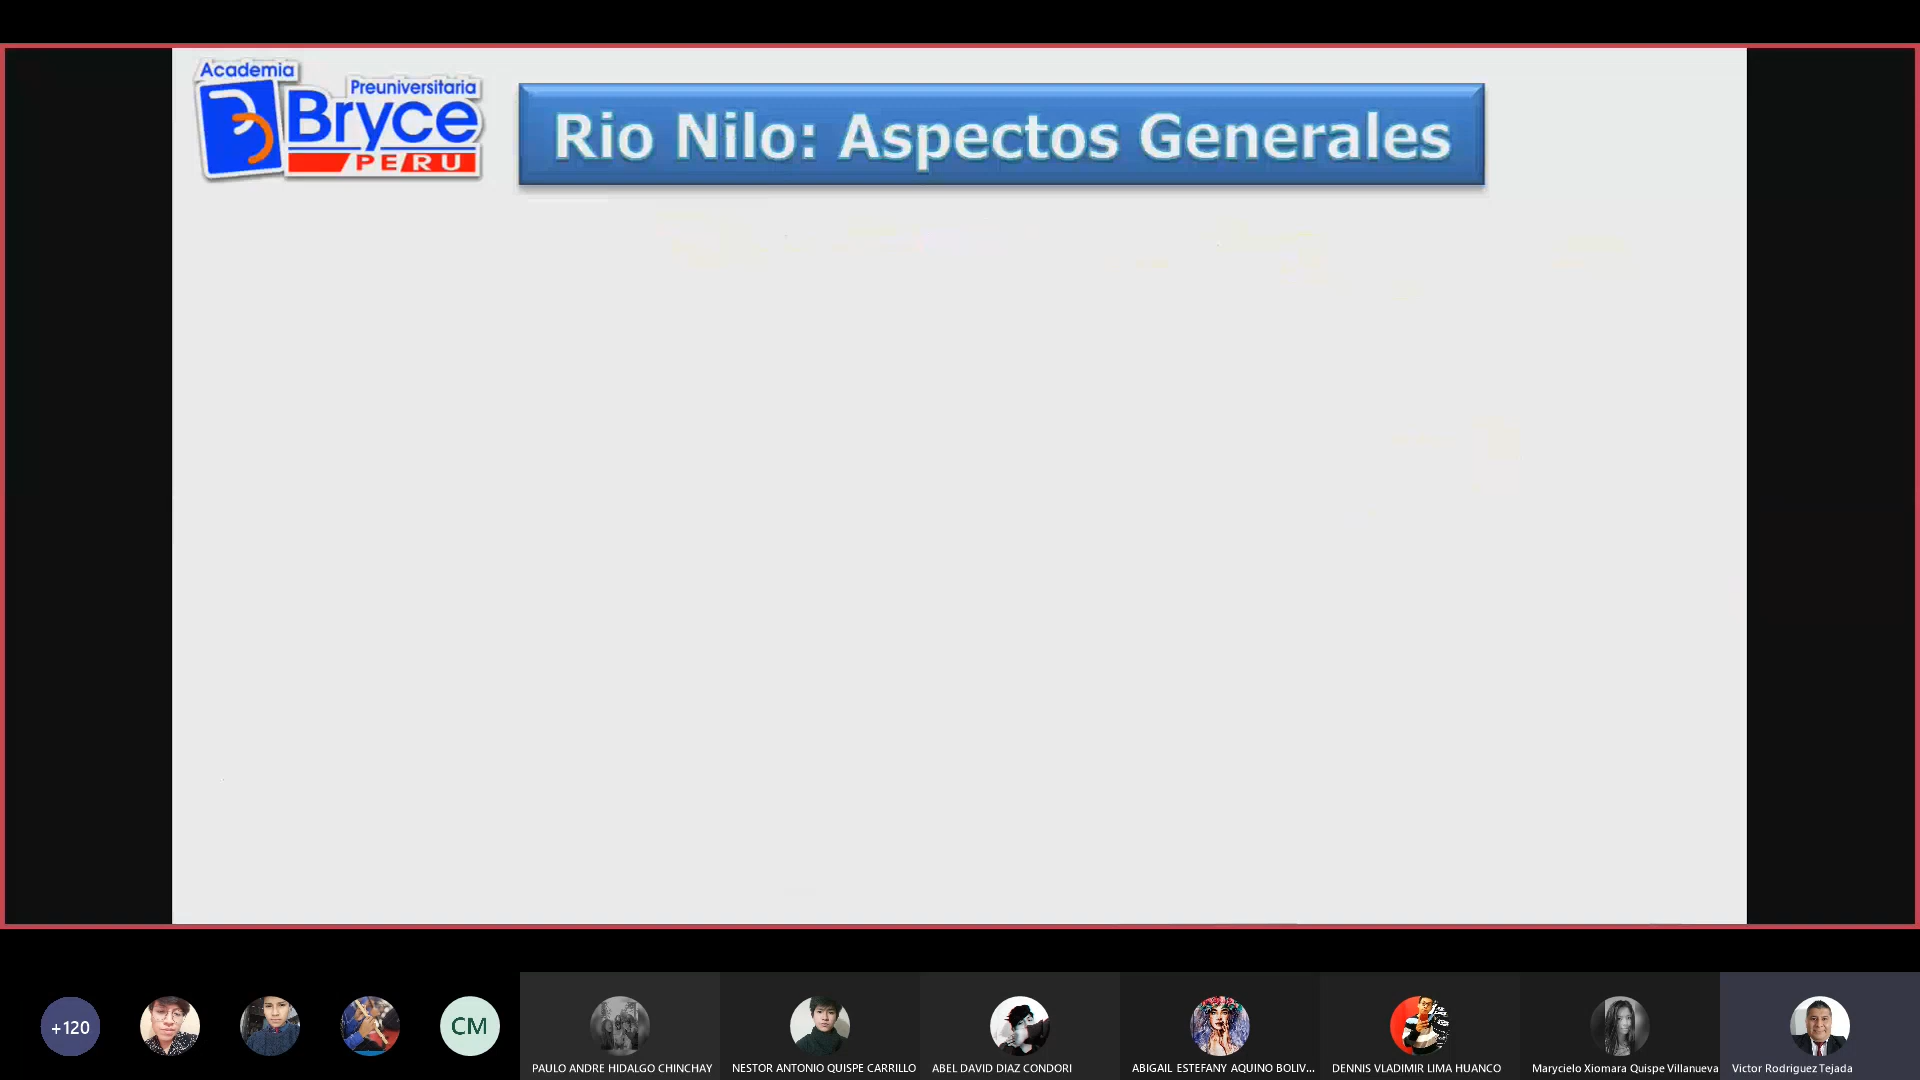 Academia
Preuniversitaria
Bryce
PERU
Rio Nilo: Aspectos Generales
+120
CM
PAULO ANDRE HIDALGO CHINCHAY
NESTOR ANTONIO QUISPE CARRILLO
ABEL DAVID DIAZ CONDORI
ABIGAIL ESTEFANY AQUINO BOLIV...
DENNIS VLADIMIR LIMA HUANCO
Marycielo Xiomara Quispe Villanueva
Victor Rodriguez Tejada